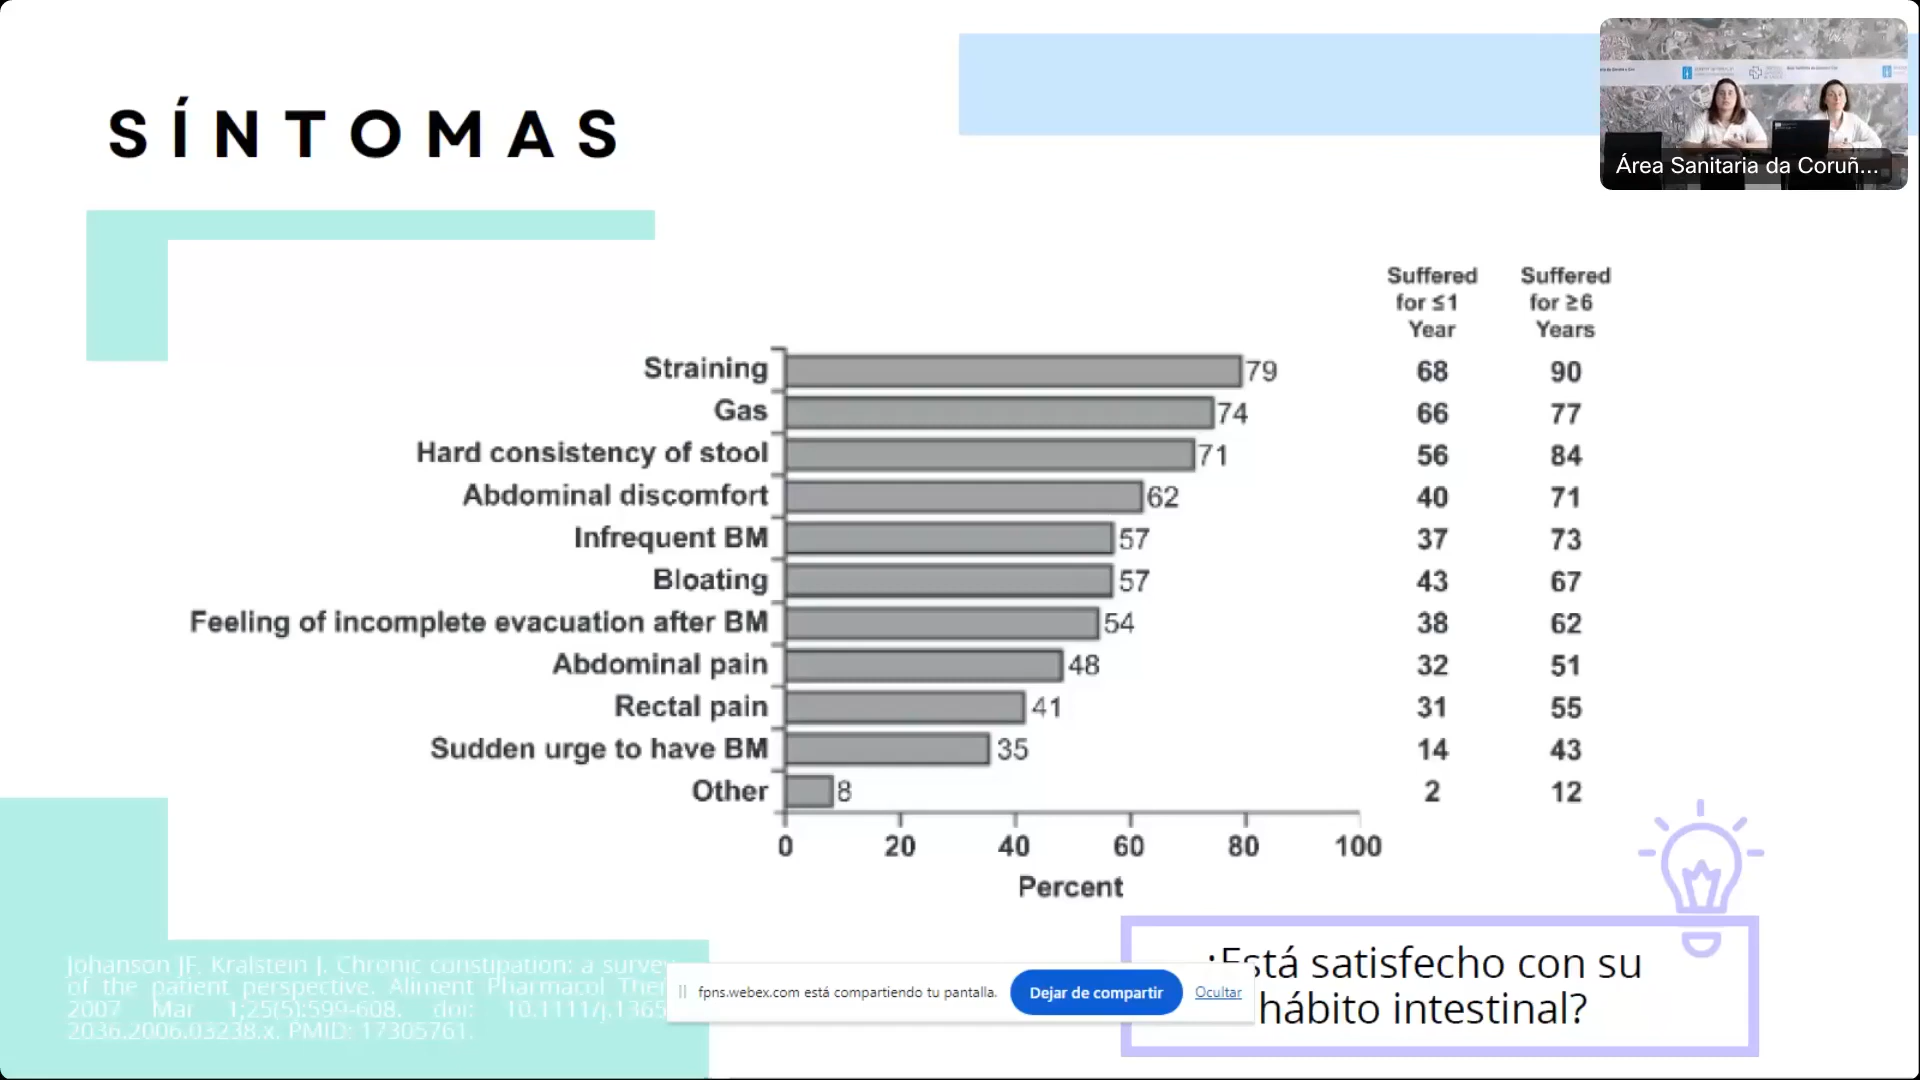 SÍNTOMAS
Área Sanitaria da Coruñ...
Suffered for ≤1 Year
Suffered for ≥6 Years
Straining 79 68 90
Gas 74 66 77
Hard consistency of stool 71 56 84
Abdominal discomfort 62 40 71
Infrequent BM 57 37 73
Bloating 57 43 67
Feeling of incomplete evacuation after BM 54 38 62
Abdominal pain 48 32 51
Rectal pain 41 31 55
Sudden urge to have BM 35 14 43
Other 8 2 12
0 20 40 60 80 100
Percent
Johanson JF, Kralstein J. Chronic constipation: a survey
of the patient perspective. Aliment Pharmacol Ther
2007 Mar 1;25(5):599-608. doi: 10.1111/j.1365
2036.2006.03238.x. PMID: 17305761.
fpns.webex.com está compartiendo tu pantalla.
Dejar de compartir
Ocultar
¿Está satisfecho con su
hábito intestinal?